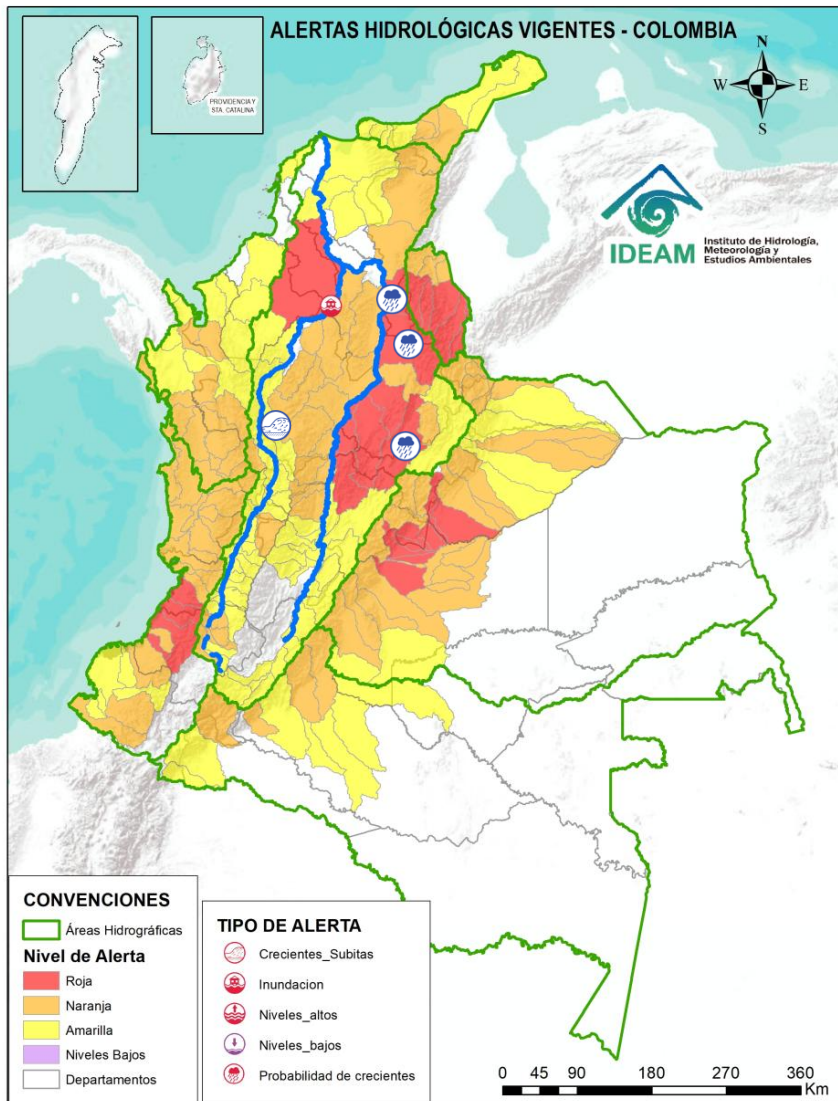 ALERTAS HIDROLÓGICAS VIGENTES - COLOMBIA
PROVIDENCIA Y
STA. CATALINA
N
W
E
S
IDEAM
Instituto de Hidrología,
Meteorología y
Estudios Ambientales
CONVENCIONES
Áreas Hidrográficas
Nivel de Alerta
Roja
Naranja
Amarilla
Niveles Bajos
Departamentos
TIPO DE ALERTA
Crecientes_Subitas
Inundacion
Niveles_altos
Niveles_bajos
Probabilidad de crecientes
0 45 90 180 270 360
Km